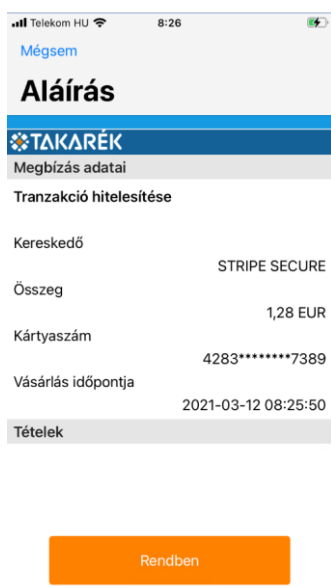 Telekom HU 8:26
Mégsem
Aláírás
TAKARÉK
Megbízás adatai
Tranzakció hitelesítése
Kereskedő
STRIPE SECURE
Összeg
1,28 EUR
Kártyaszám
4283********7389
Vásárlás időpontja
2021-03-12 08:25:50
Tételek
Rendben